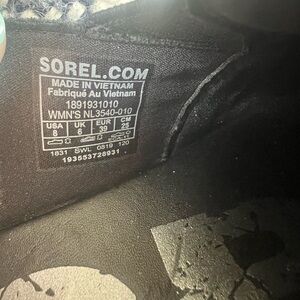 SOREL.COM
MADE IN VIETNAM
Fabriqué Au Vietnam
1891931010
WMN'S NL3540-010
USA UK EUR CM
8 6 39 25
1831 SWL 0519 120
193553728931